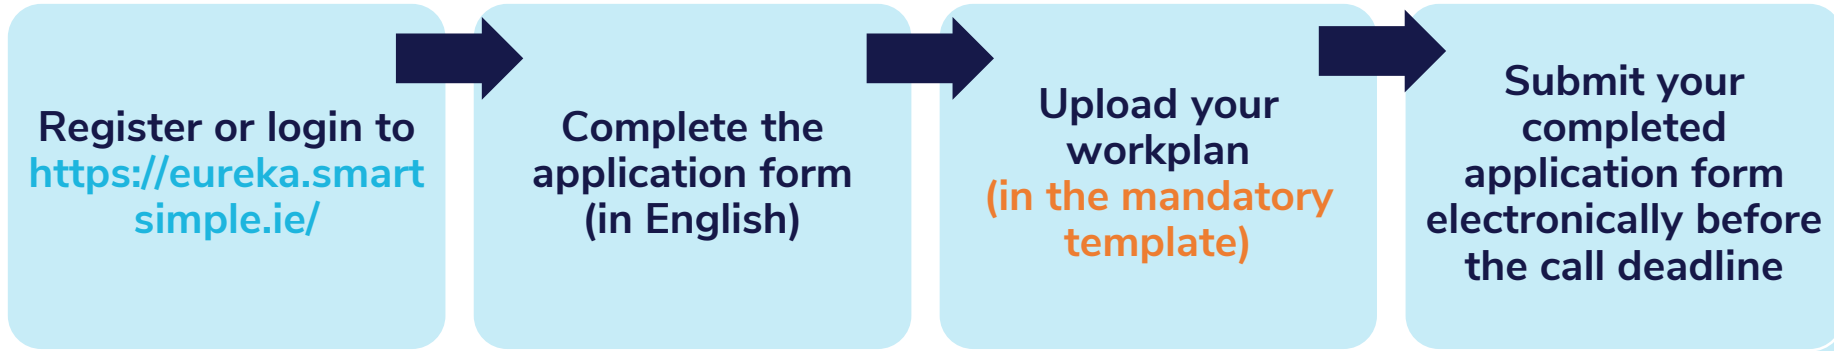 Register or login to
https://eureka.smart
simple.ie/
Complete the
application form
(in English)
Upload your
workplan
(in the mandatory
template)
Submit your
completed
application form
electronically before
the call deadline